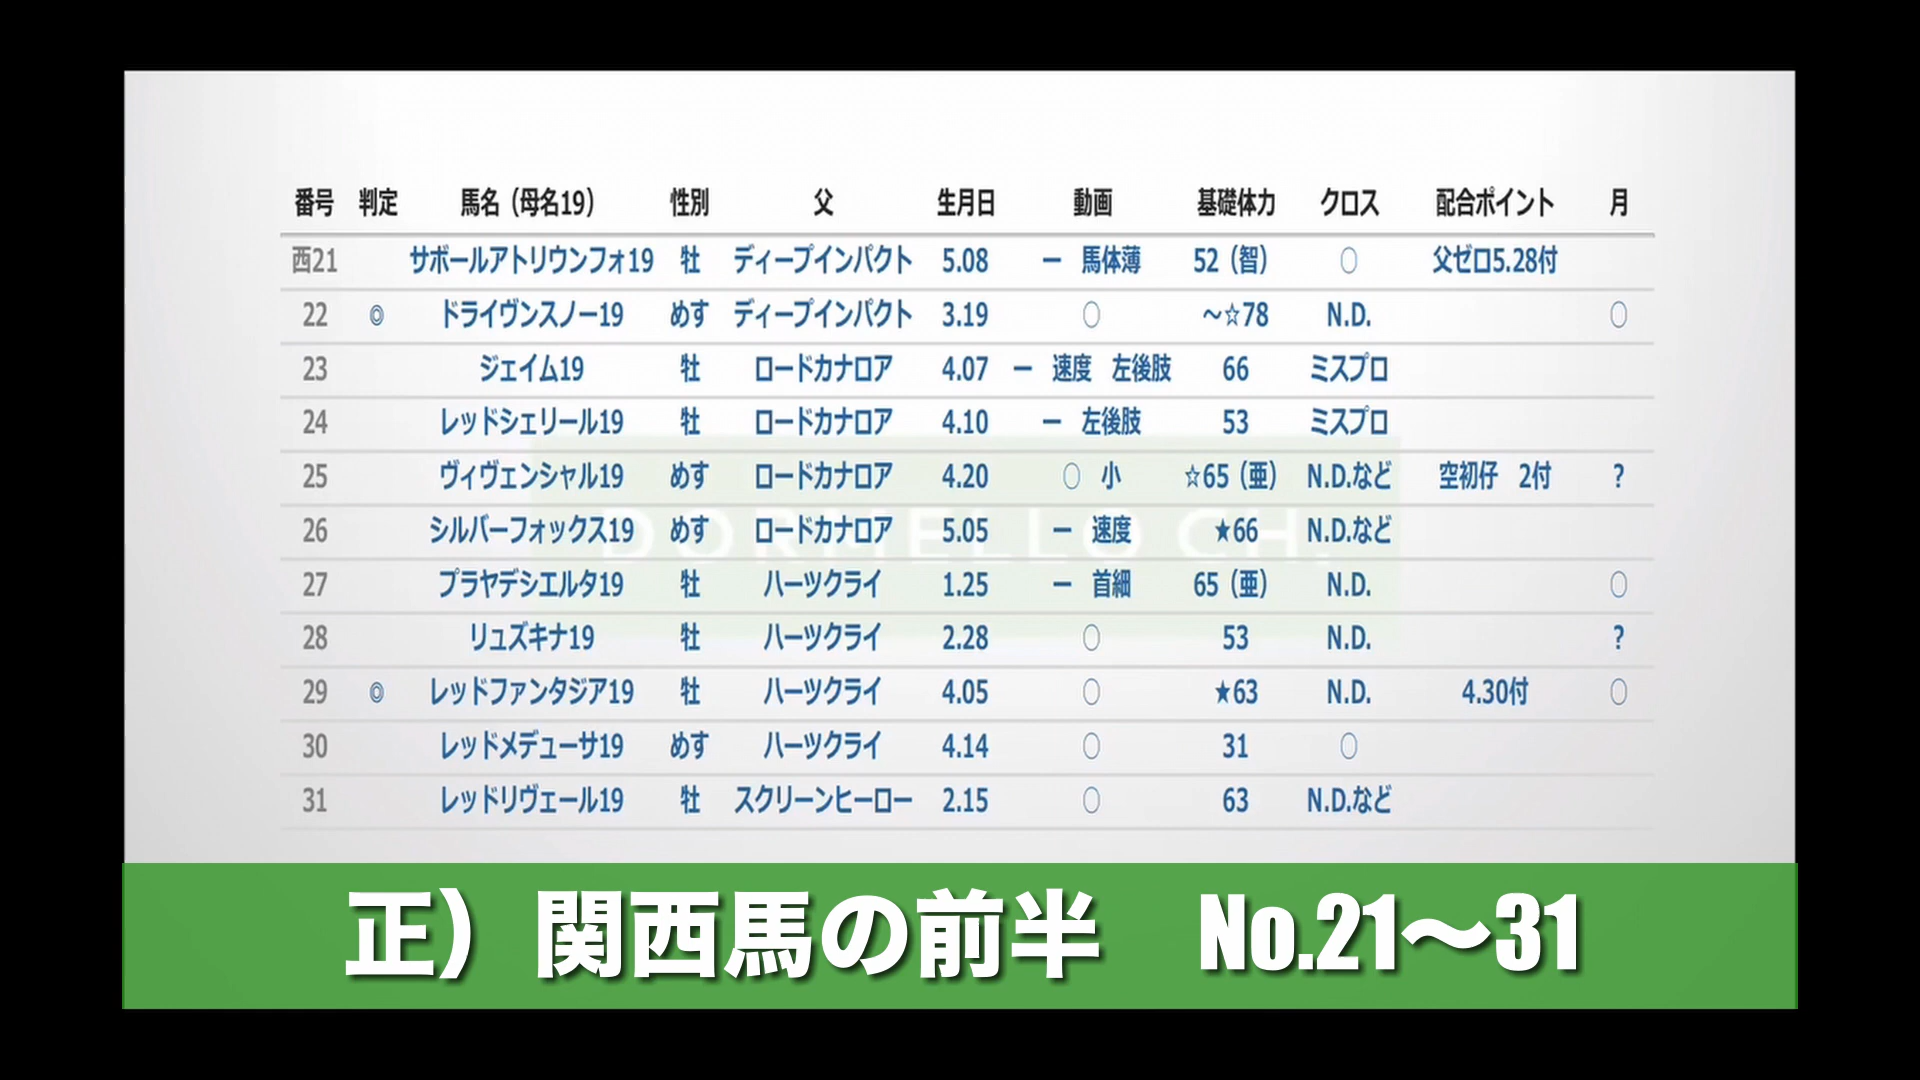 番号 判定 馬名（母名19） 性別 父 生月日 動画 基礎体力 クロス 配合ポイント 月
西21 サボールアトリウンフォ19 牡 ディープインパクト 5.08 ー 馬体薄 52（智） ○ 父ゼロ5.28付
22 ◎ ドライヴンスノー19 めす ディープインパクト 3.19 ○ ～☆78 N.D. ○
23 ジェイム19 牡 ロードカナロア 4.07 ー 速度 左後肢 66 ミスプロ
24 レッドシェリール19 牡 ロードカナロア 4.10 ー 左後肢 53 ミスプロ
25 ヴィヴェンシャル19 めす ロードカナロア 4.20 ○ 小 ☆65（亜） N.D.など 空初仔 2付 ?
26 シルバーフォックス19 めす ロードカナロア 5.05 ー 速度 ★66 N.D.など
DORMELLO CH.
27 プラヤデシエルタ19 牡 ハーツクライ 1.25 ー 首細 65（亜） N.D. ○
28 リュズキナ19 牡 ハーツクライ 2.28 ○ 53 N.D. ?
29 ◎ レッドファンタジア19 牡 ハーツクライ 4.05 ○ ★63 N.D. 4.30付 ○
30 レッドメデューサ19 めす ハーツクライ 4.14 ○ 31 ○
31 レッドリヴェール19 牡 スクリーンヒーロー 2.15 ○ 63 N.D.など
正）関西馬の前半 No.21～31